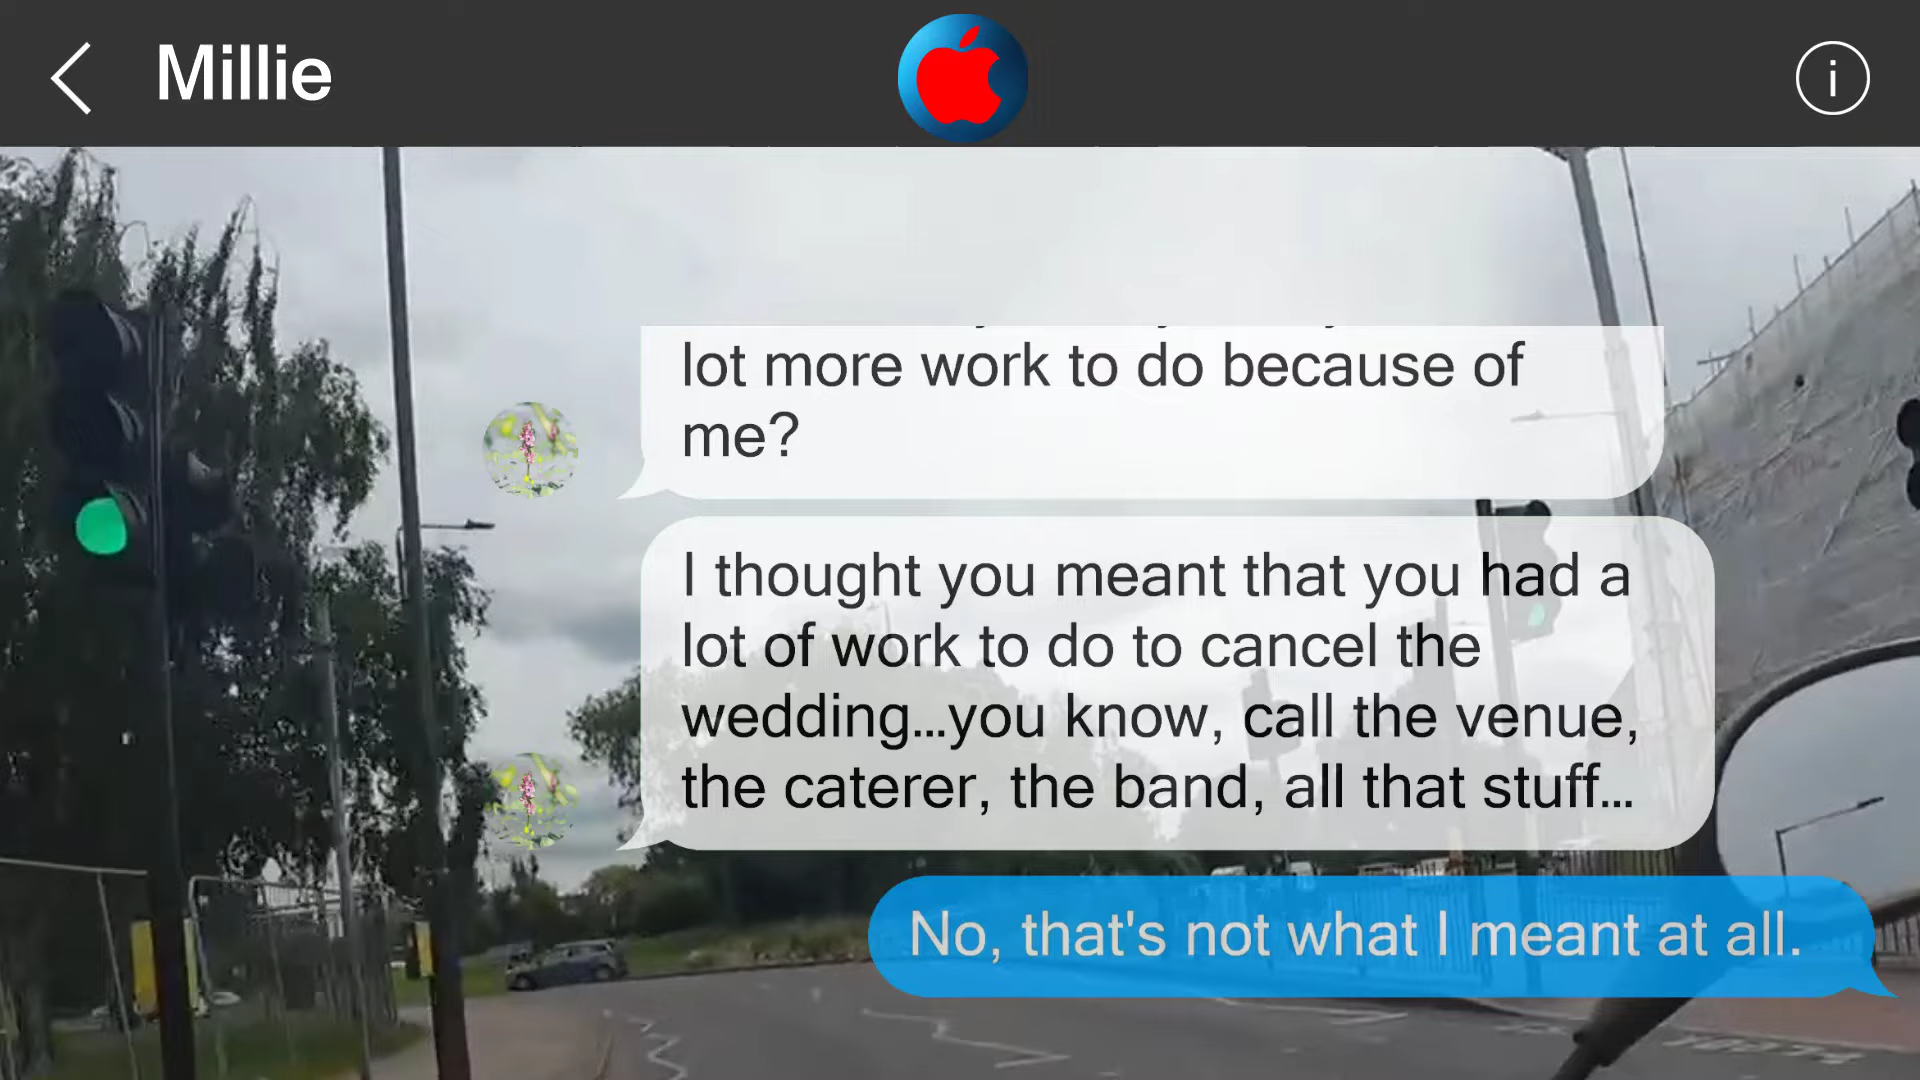 Millie
lot more work to do because of
me?
I thought you meant that you had a
lot of work to do to cancel the
wedding...you know, call the venue,
the caterer, the band, all that stuff...
No, that's not what I meant at all.